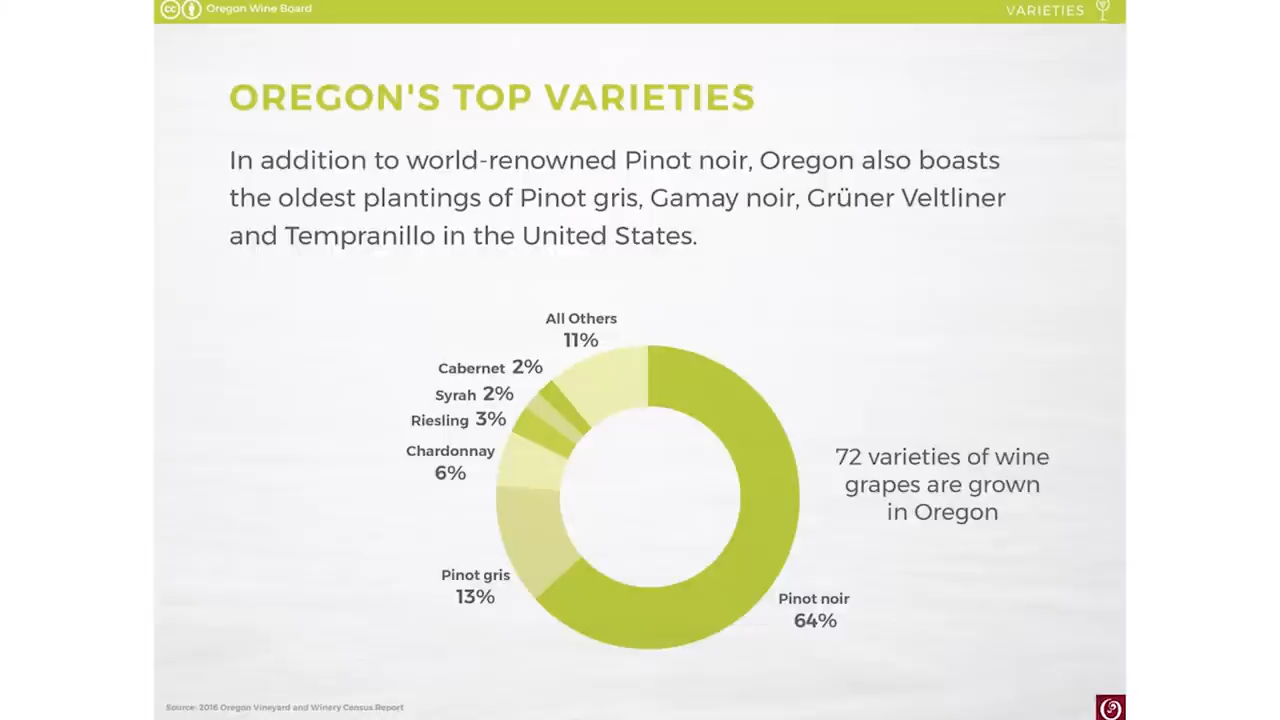 Oregon Wine Board
VARIETIES
OREGON'S TOP VARIETIES
In addition to world-renowned Pinot noir, Oregon also boasts
the oldest plantings of Pinot gris, Gamay noir, Grüner Veltliner
and Tempranillo in the United States.
All Others
11%
Cabernet 2%
Syrah 2%
Riesling 3%
Chardonnay
6%
Pinot gris
13%
Pinot noir
64%
72 varieties of wine
grapes are grown
in Oregon
Source: 2016 Oregon Vineyard and Winery Census Report